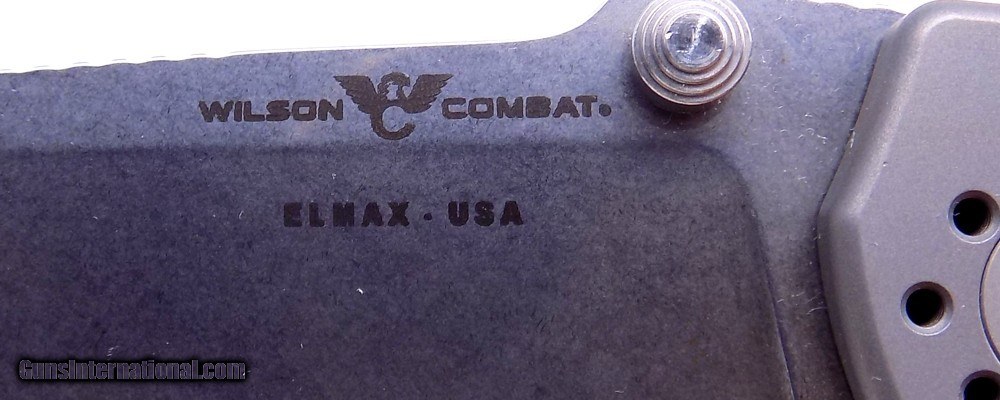 WILSON COMBAT®
ELMAX - USA
GunsInternational.com